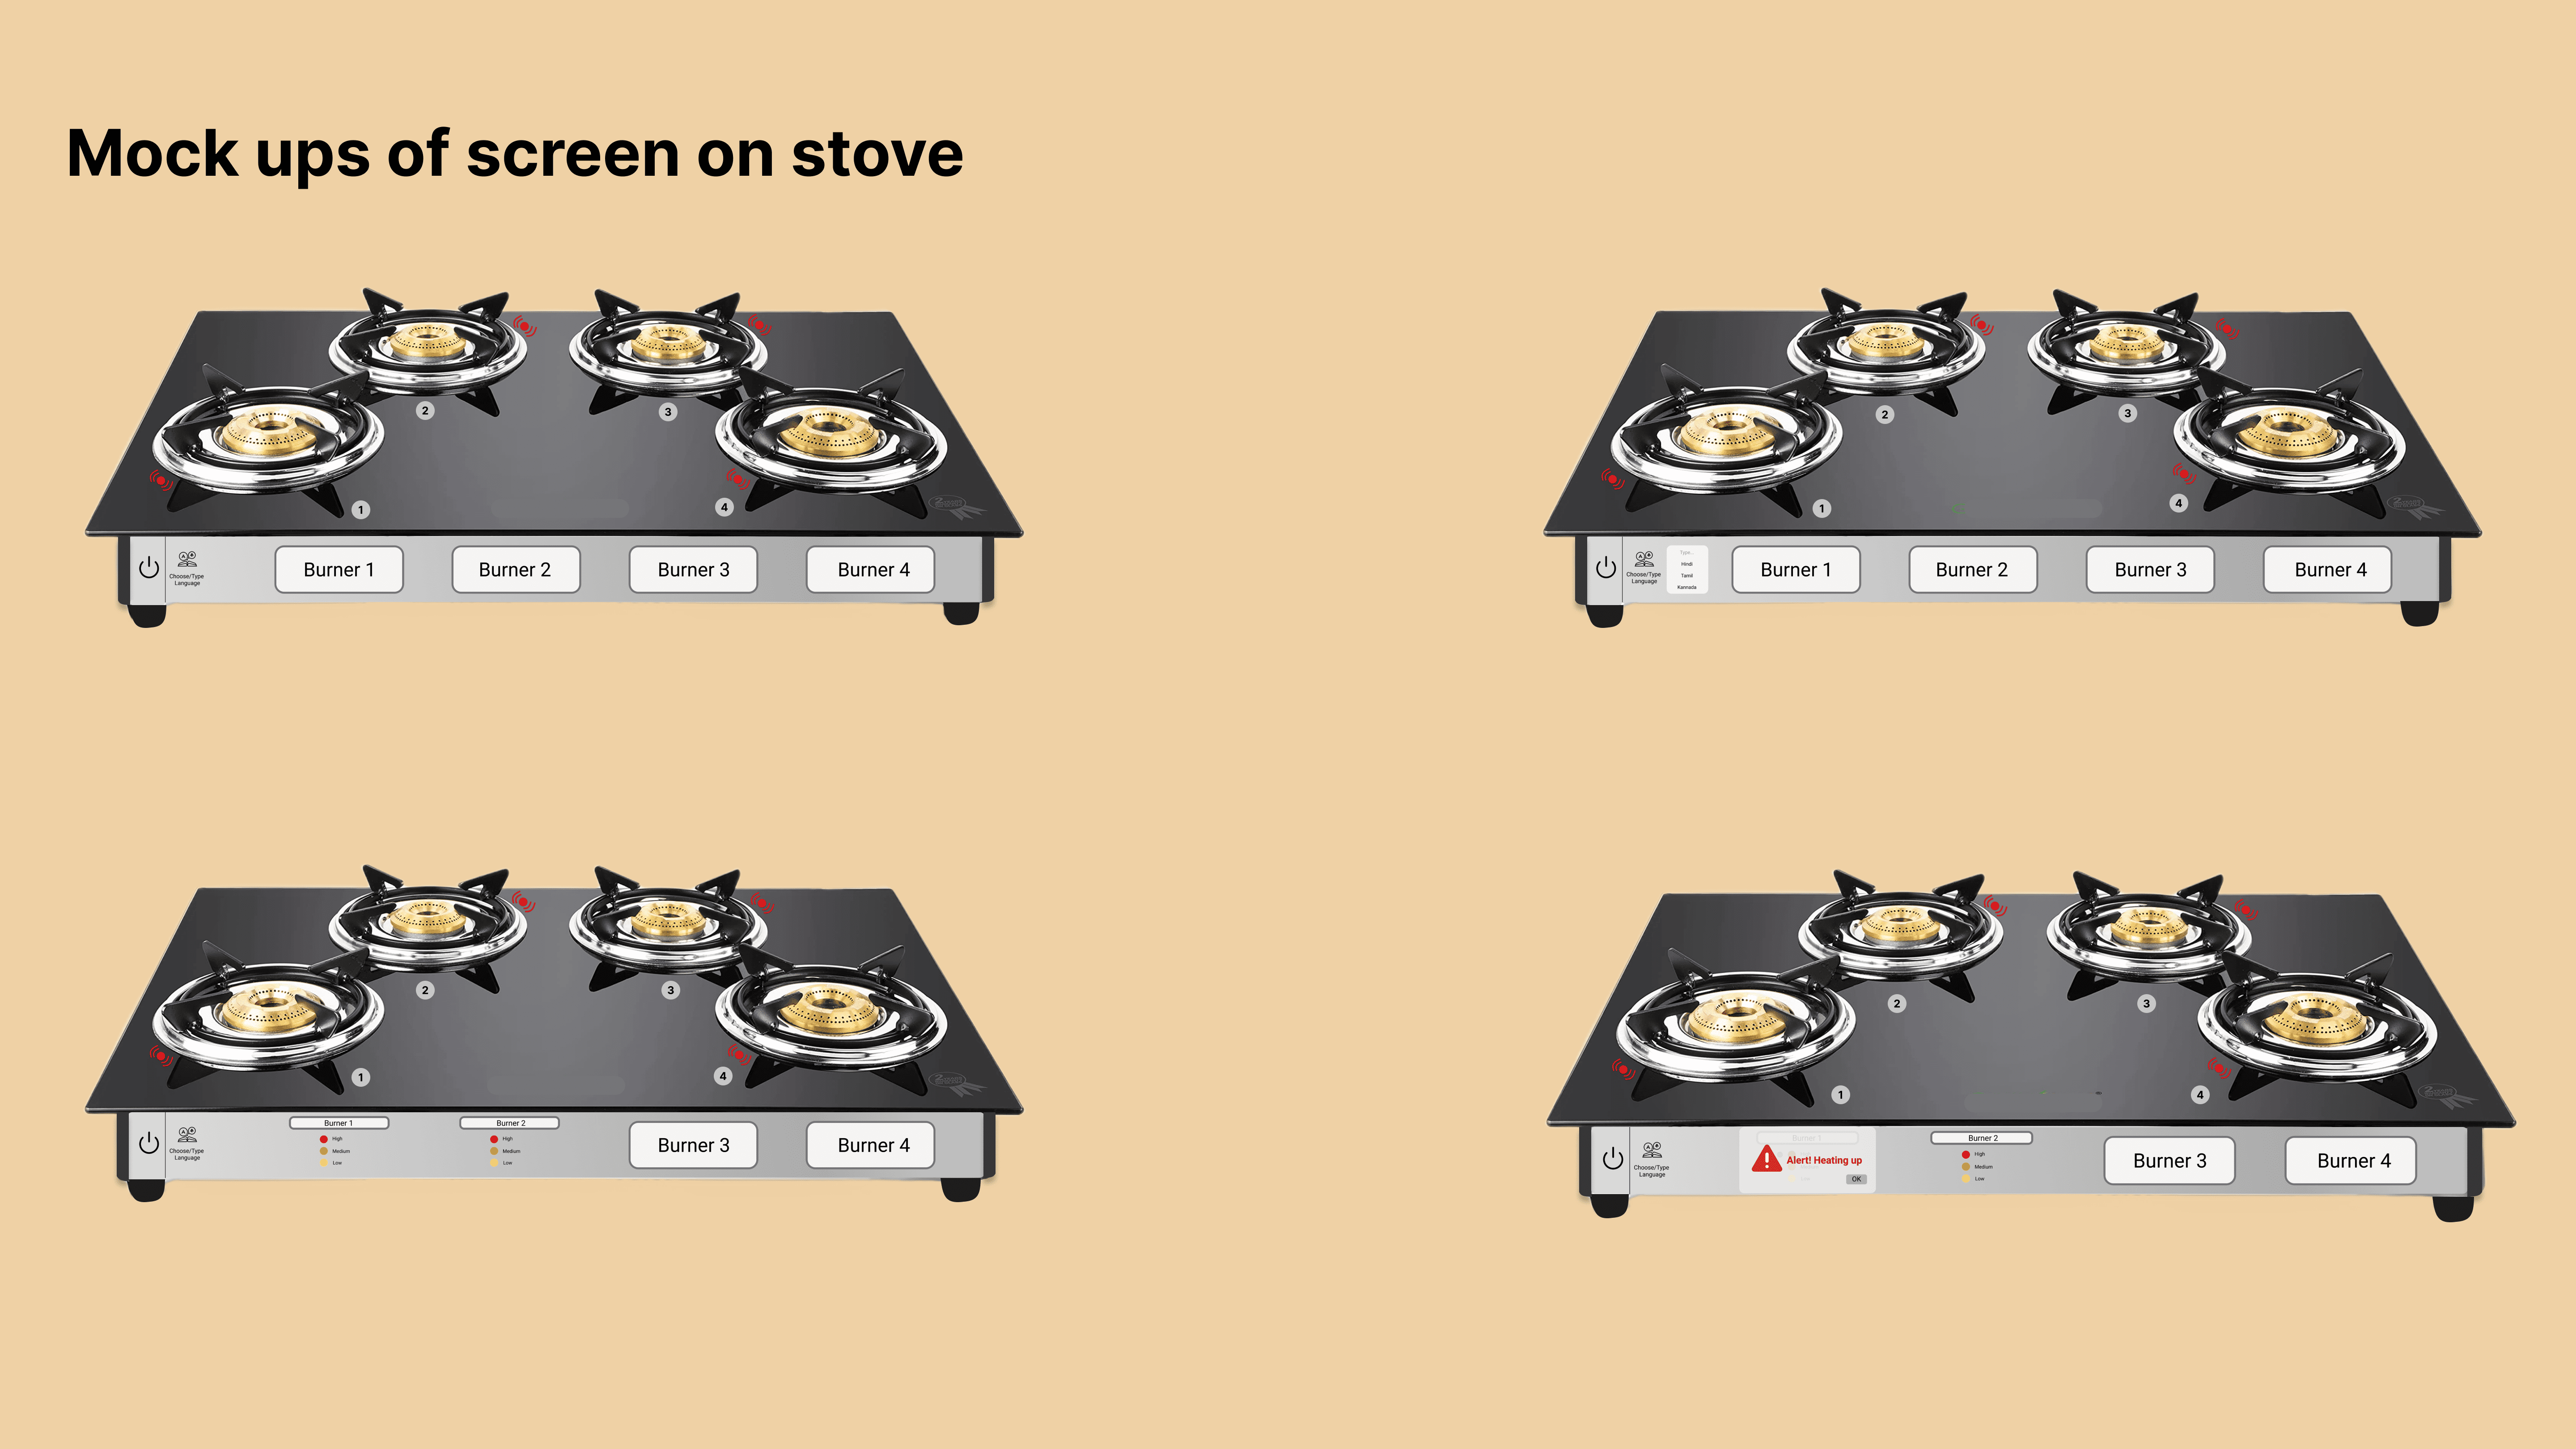 Mock ups of screen on stove
2
3
1
4
Choose/Type
Language
Burner 1
Burner 2
Burner 3
Burner 4
2
3
1
4
Choose/Type
Language
Type...
Hindi
Tamil
Kannada
Burner 1
Burner 2
Burner 3
Burner 4
2
3
1
4
Choose/Type
Language
Burner 1
High
Medium
Low
Burner 2
High
Medium
Low
Burner 3
Burner 4
2
3
1
4
Choose/Type
Language
Burner 1
Alert! Heating up
OK
Burner 2
High
Medium
Low
Burner 3
Burner 4